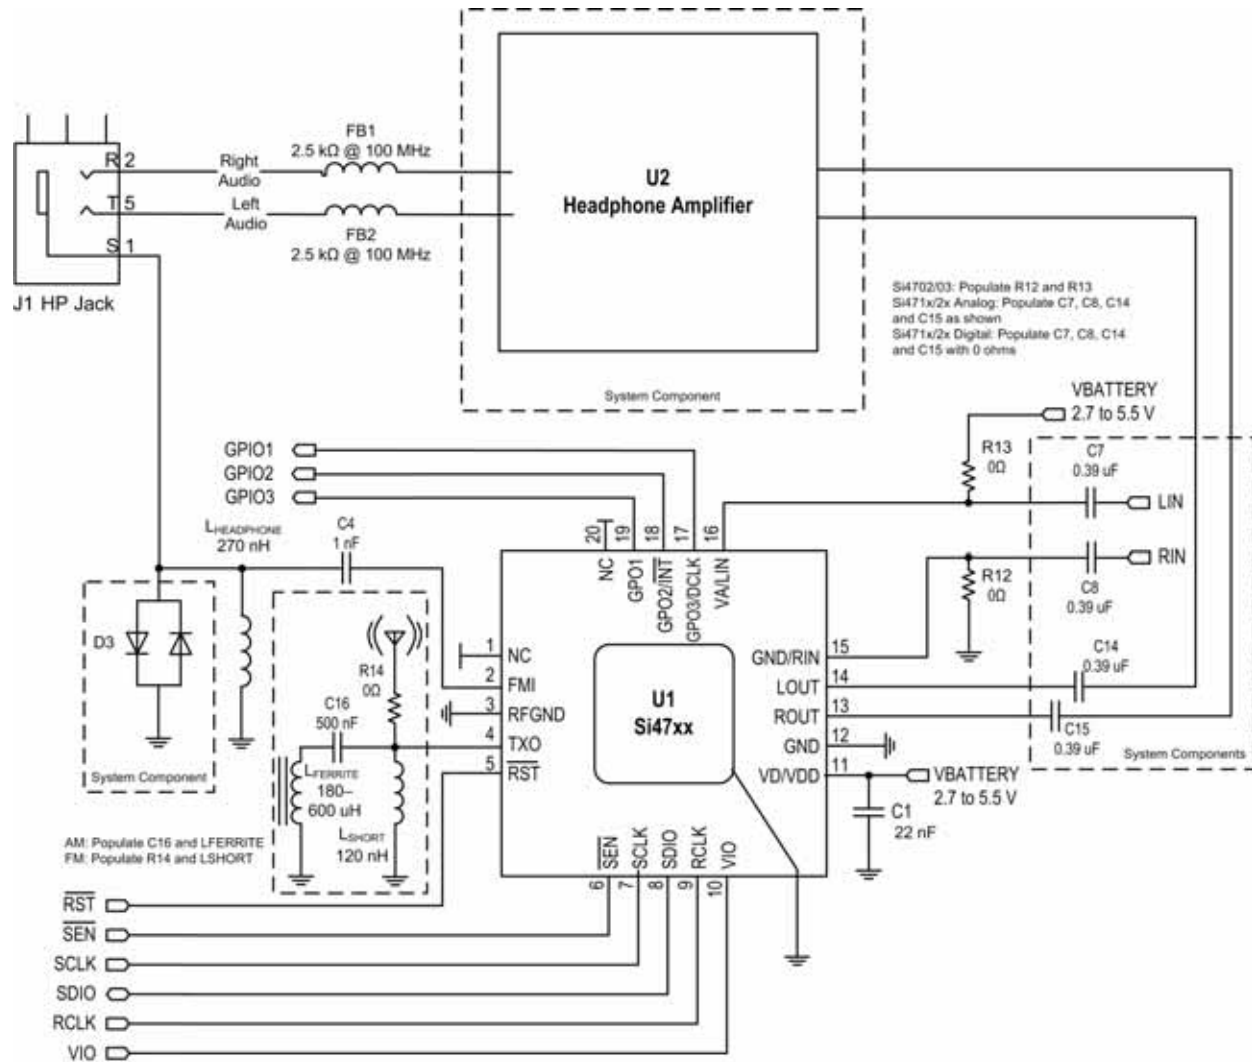 System Component
U2
Headphone Amplifier
FB1
2.5 kΩ @ 100 MHz
R 2
Right
Audio
T 5
Left
Audio
FB2
2.5 kΩ @ 100 MHz
S 1
J1 HP Jack
Si4702/03: Populate R12 and R13
Si471x/2x Analog: Populate C7, C8, C14
and C15 as shown
Si471x/2x Digital: Populate C7, C8, C14
and C15 with 0 ohms
VBATTERY
2.7 to 5.5 V
GPIO1
GPIO2
GPIO3
R13
0Ω
C7
0.39 uF
LIN
LHEADPHONE
270 nH
C4
1 nF
20
19
18
17
16
NC
GPO1
GPO2/INT
GPO3/DCLK
VA/LIN
RIN
R12
0Ω
C8
0.39 uF
D3
System Component
R14
0Ω
C16
500 nF
LFERRITE
180–
600 uH
LSHORT
120 nH
1
NC
2
FMI
3
RFGND
4
TXO
5
RST
U1
Si47xx
GND/RIN
15
LOUT
14
ROUT
13
GND
12
VD/VDD
11
C14
0.39 uF
C15
0.39 uF
System Components
VBATTERY
2.7 to 5.5 V
C1
22 nF
AM: Populate C16 and LFERRITE
FM: Populate R14 and LSHORT
SEN
SCLK
SDIO
RCLK
VIO
6
7
8
9
10
RST
SEN
SCLK
SDIO
RCLK
VIO